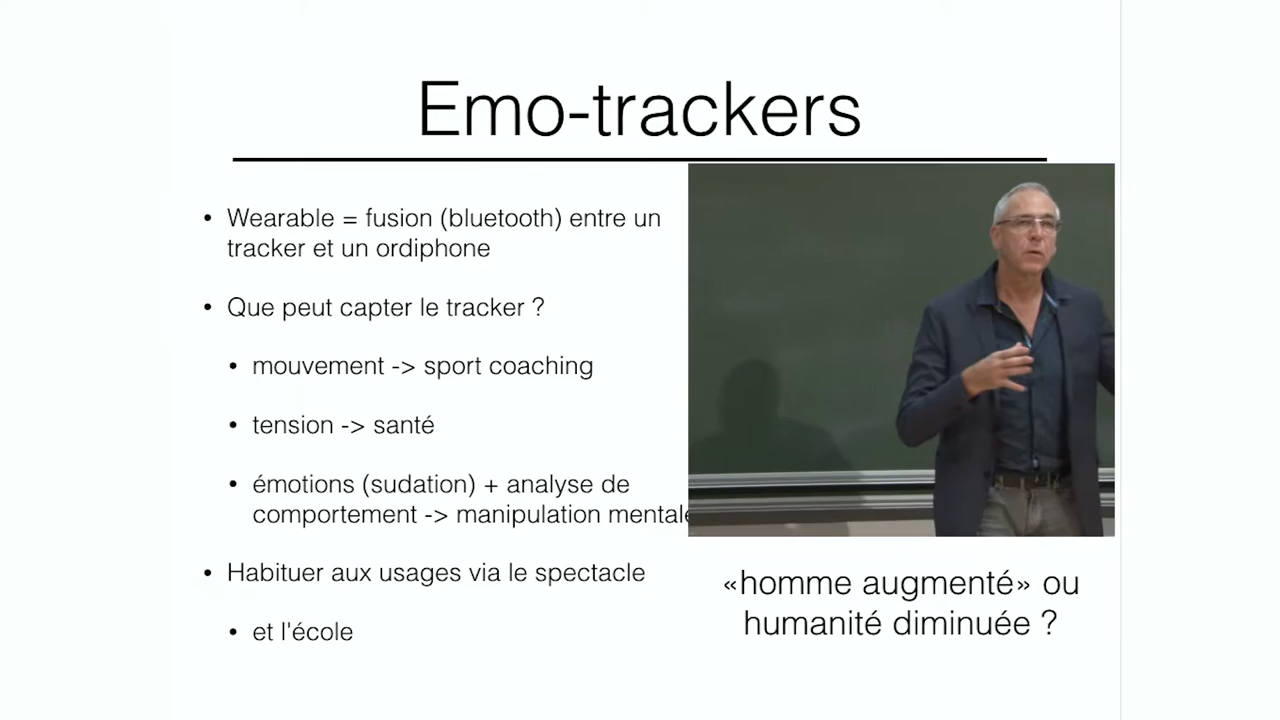 Emo-trackers
• Wearable = fusion (bluetooth) entre un
tracker et un ordiphone
• Que peut capter le tracker ?
• mouvement -> sport coaching
• tension -> santé
• émotions (sudation) + analyse de
comportement -> manipulation mentale
• Habituer aux usages via le spectacle
• et l'école
«homme augmenté» ou
humanité diminuée ?